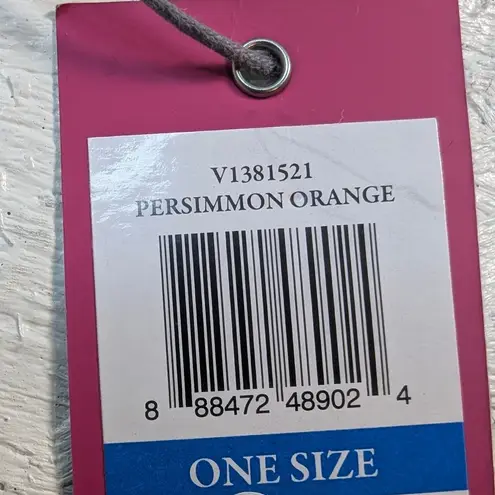 V1381521
PERSIMMON ORANGE
8 88472 48902 4
ONE SIZE